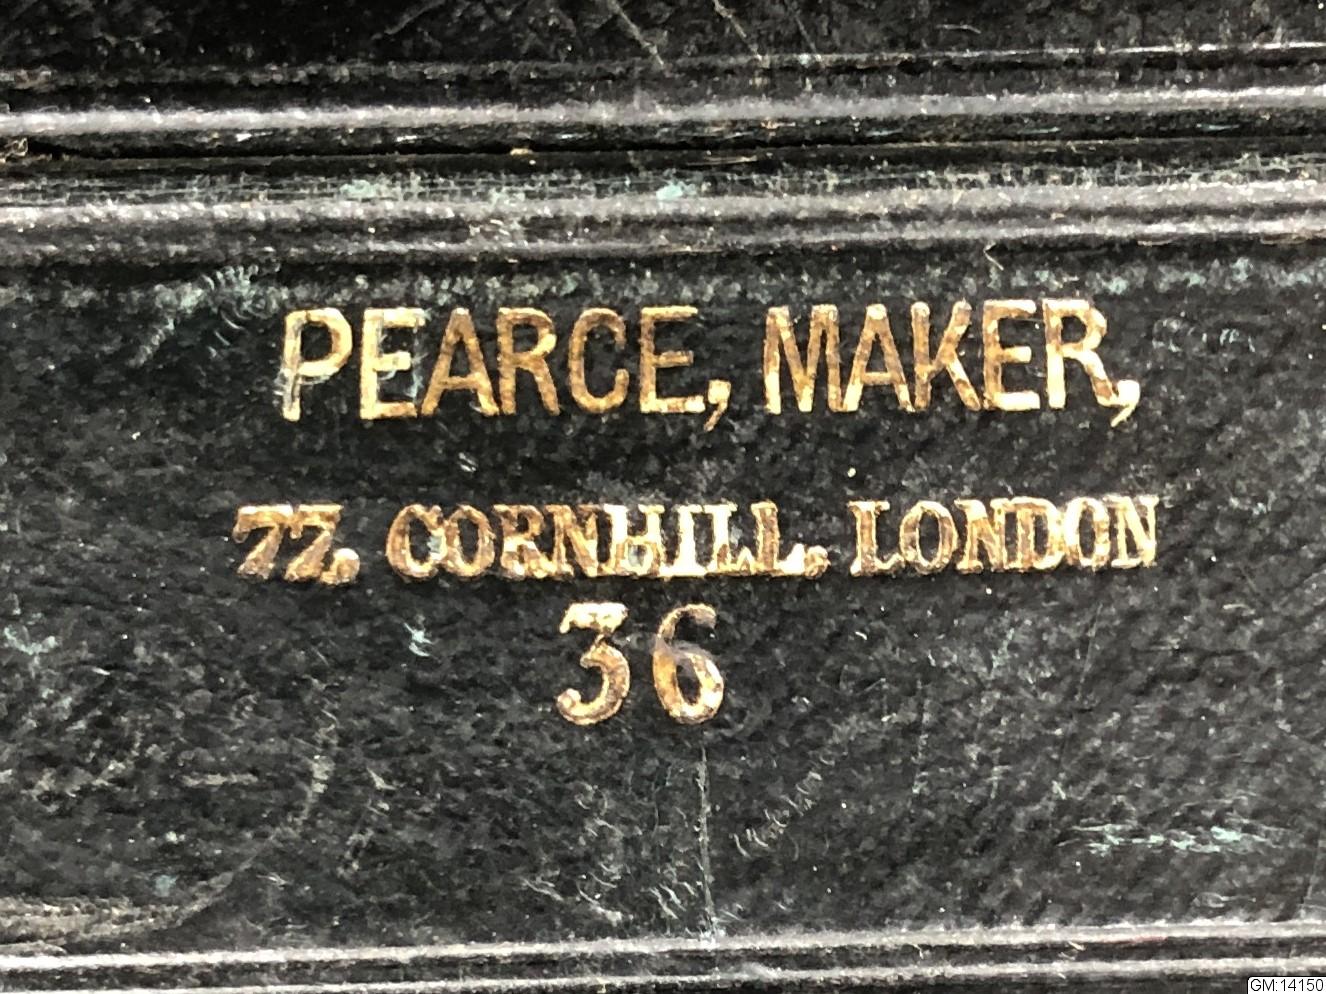 PEARCE, MAKER,
77, CORNHILL, LONDON
36
GM:14150